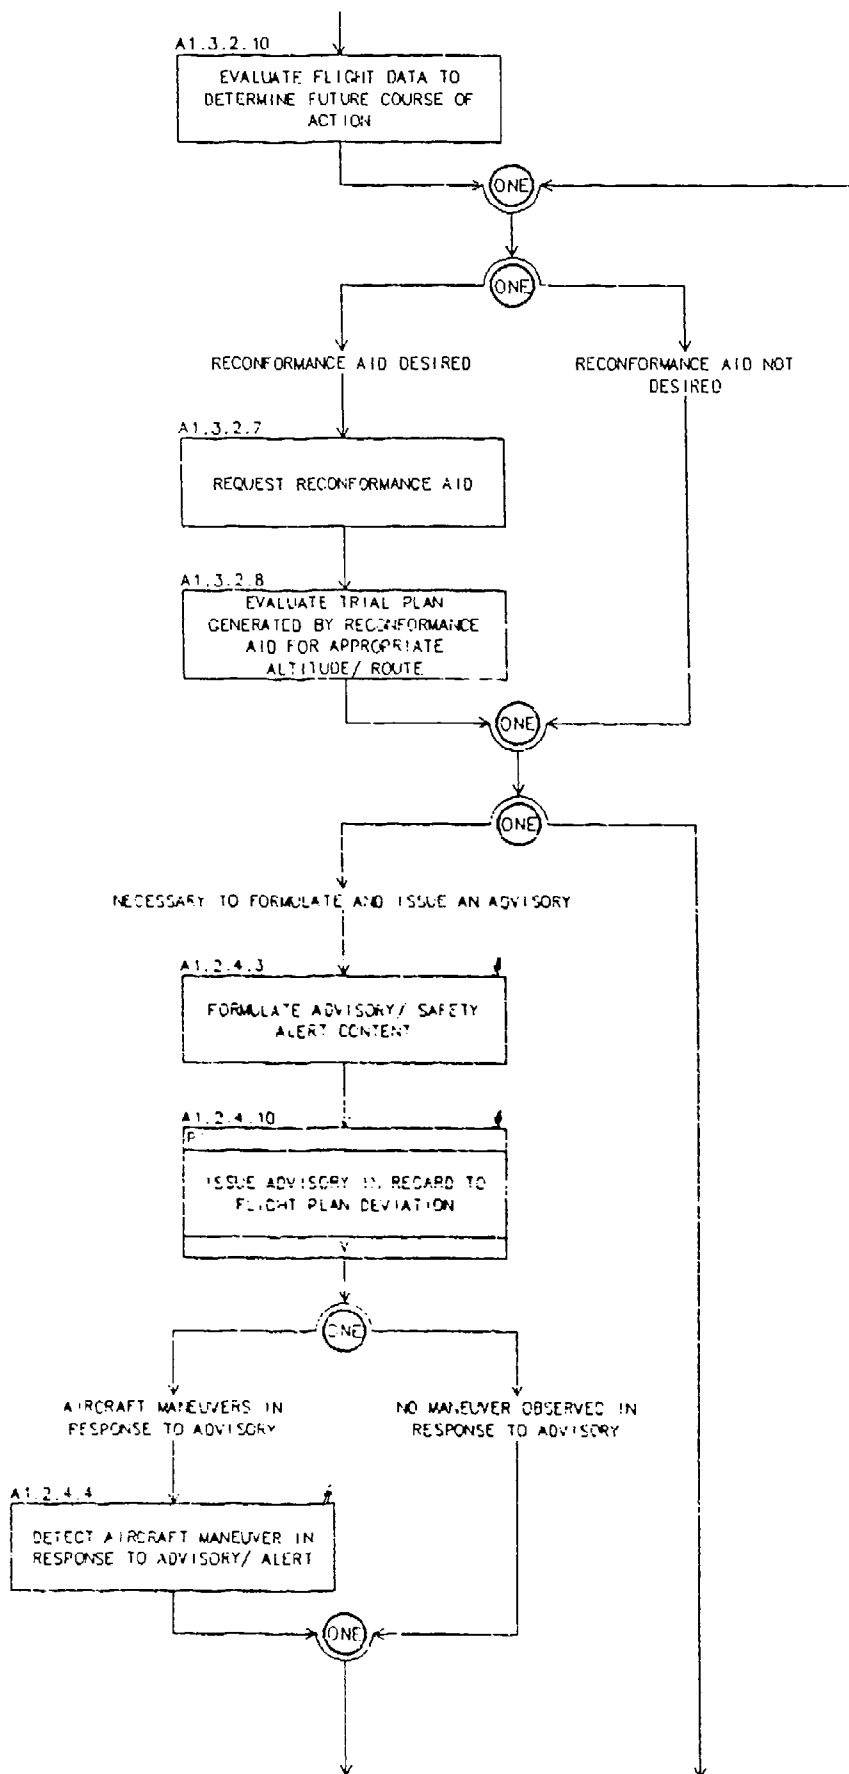 A1.3.2.10
EVALUATE FLIGHT DATA TO
DETERMINE FUTURE COURSE OF
ACTION
ONE
ONE
RECONFORMANCE AID DESIRED
RECONFORMANCE AID NOT
DESIRED
A1.3.2.7
REQUEST RECONFORMANCE AID
A1.3.2.8
EVALUATE TRIAL PLAN
GENERATED BY RECONFORMANCE
AID FOR APPROPRIATE
ALTITUDE/ ROUTE
ONE
ONE
NECESSARY TO FORMULATE AND ISSUE AN ADVISORY
A1.2.4.3
FORMULATE ADVISORY/ SAFETY
ALERT CONTENT
A1.2.4.10
P
ISSUE ADVISORY IN REGARD TO
FLIGHT PLAN DEVIATION
V
ONE
AIRCRAFT MANEUVERS IN
RESPONSE TO ADVISORY
NO MANEUVER OBSERVED IN
RESPONSE TO ADVISORY
A1.2.4.4
DETECT AIRCRAFT MANEUVER IN
RESPONSE TO ADVISORY/ ALERT
ONE